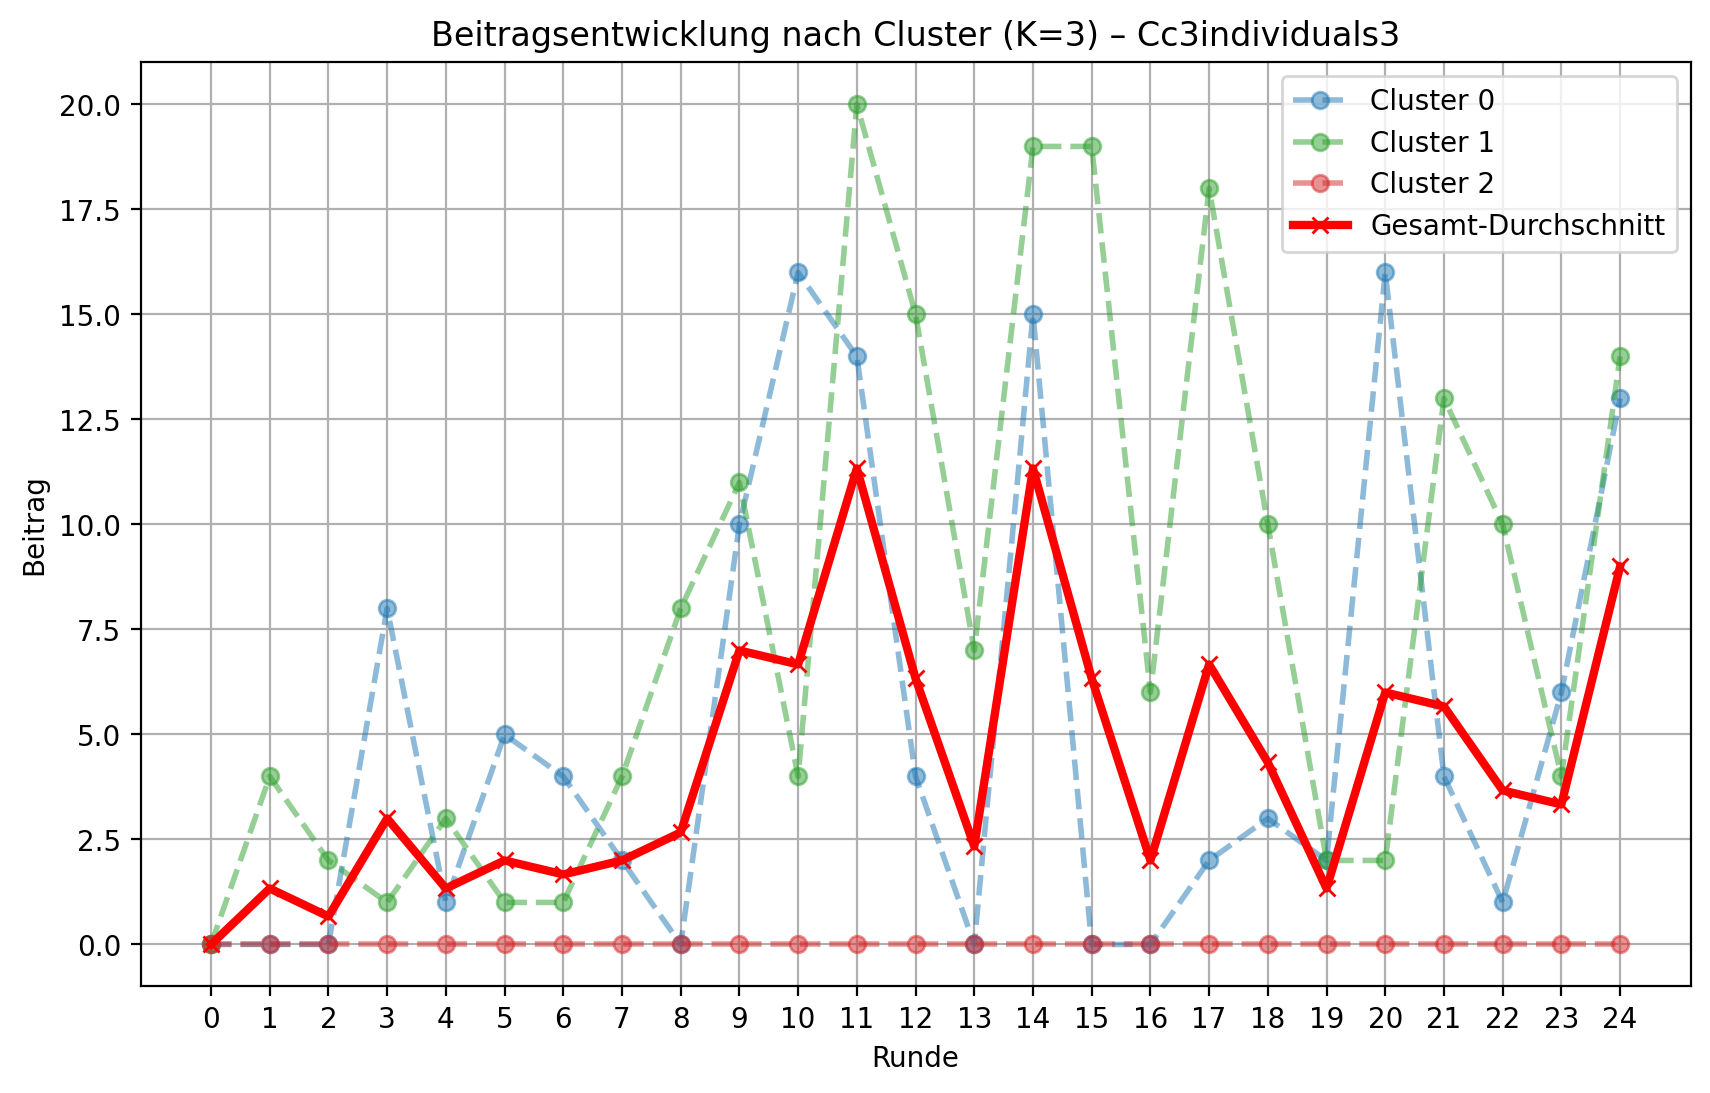 Beitragsentwicklung nach Cluster (K=3) – Cc3individuals3
Cluster 0
Cluster 1
Cluster 2
Gesamt-Durchschnitt
Beitrag
20.0
17.5
15.0
12.5
10.0
7.5
5.0
2.5
0.0
0 1 2 3 4 5 6 7 8 9 10 11 12 13 14 15 16 17 18 19 20 21 22 23 24
Runde